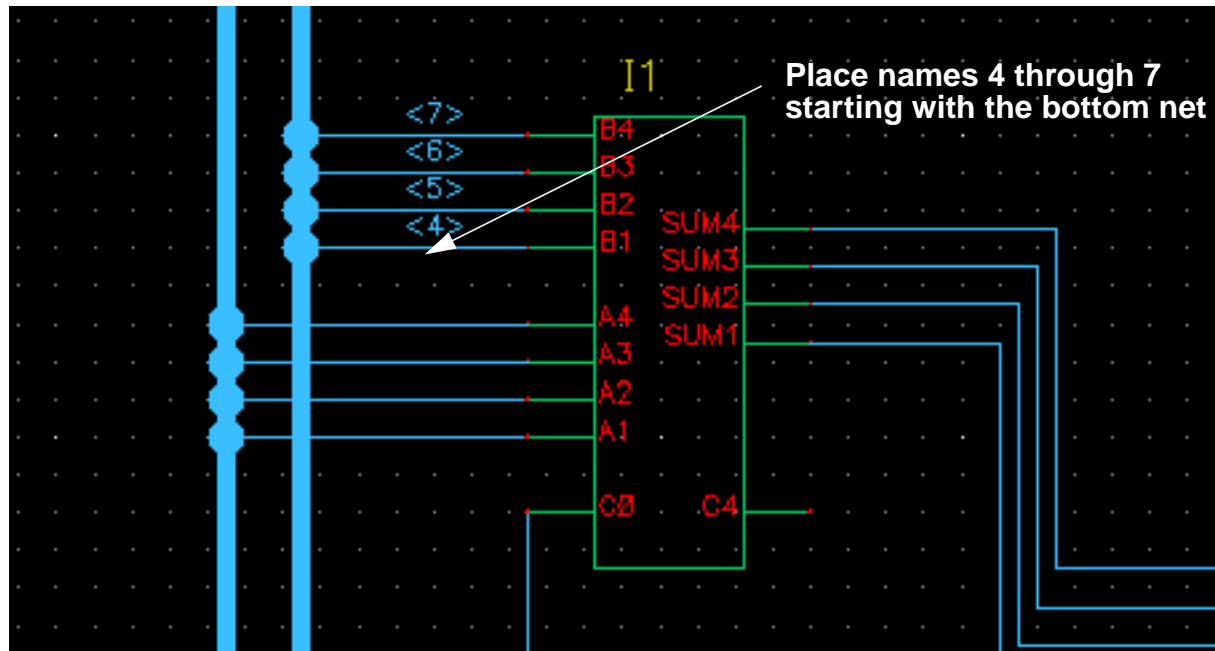 I1
Place names 4 through 7
starting with the bottom net
<7>
B4
<6>
B3
<5>
B2
<4>
B1
SUM4
SUM3
SUM2
SUM1
A4
A3
A2
A1
C0
C4